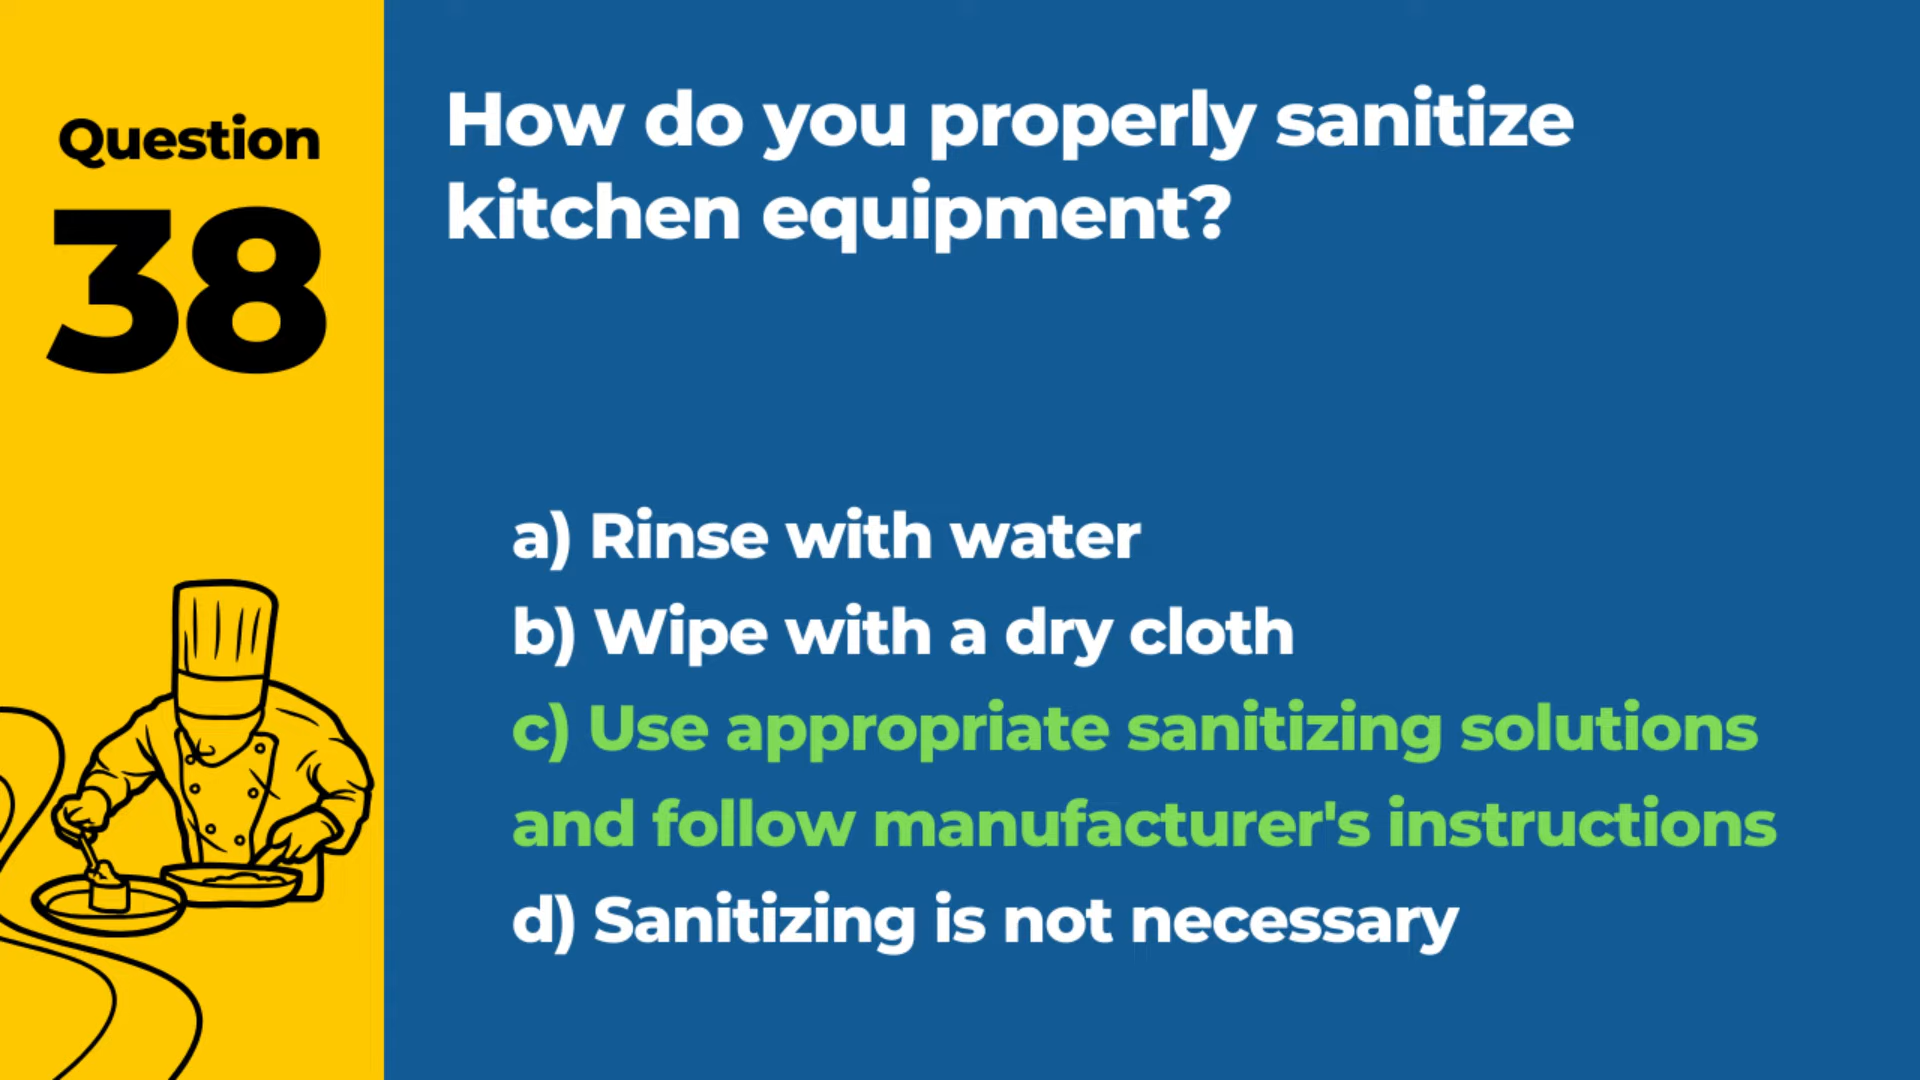 Question
38
How do you properly sanitize
kitchen equipment?
a) Rinse with water
b) Wipe with a dry cloth
c) Use appropriate sanitizing solutions
and follow manufacturer's instructions
d) Sanitizing is not necessary